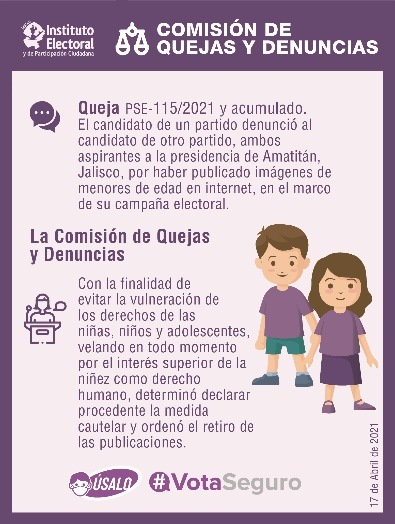 Instituto
Electoral
y de Participación Ciudadana
COMISIÓN DE
QUEJAS Y DENUNCIAS
Queja PSE-115/2021 y acumulado.
El candidato de un partido denunció al
candidato de otro partido, ambos
aspirantes a la presidencia de Amatitán,
Jalisco, por haber publicado imágenes de
menores de edad en internet, en el marco
de su campaña electoral.
La Comisión de Quejas
y Denuncias
Con la finalidad de
evitar la vulneración de
los derechos de las
niñas, niños y adolescentes,
velando en todo momento
por el interés superior de la
niñez como derecho
humano, determinó declarar
procedente la medida
cautelar y ordenó el retiro de
las publicaciones.
ÚSALO
#VotaSeguro
17 de Abril de 2021